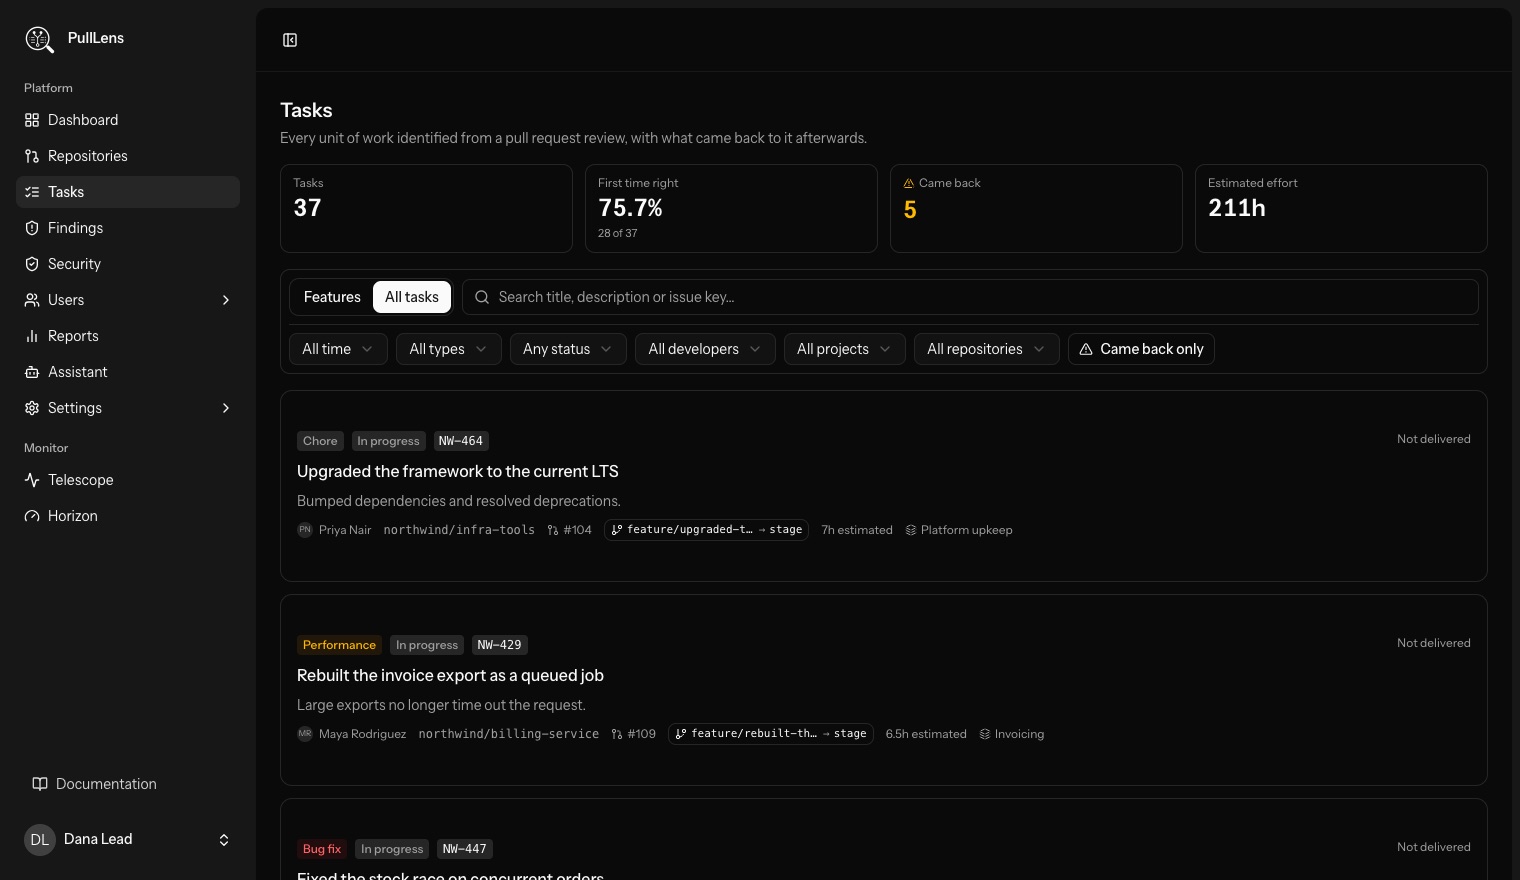 PullLens
Platform
Dashboard
Repositories
Tasks
Findings
Security
Users
Reports
Assistant
Settings
Monitor
Telescope
Horizon
Documentation
DL Dana Lead
Tasks
Every unit of work identified from a pull request review, with what came back to it afterwards.
Tasks
37
First time right
75.7%
28 of 37
Came back
5
Estimated effort
211h
Features All tasks Search title, description or issue key...
All time All types Any status All developers All projects All repositories Came back only
Chore In progress NW-464 Not delivered
Upgraded the framework to the current LTS
Bumped dependencies and resolved deprecations.
PN Priya Nair northwind/infra-tools #104 feature/upgraded-t… → stage 7h estimated Platform upkeep
Performance In progress NW-429 Not delivered
Rebuilt the invoice export as a queued job
Large exports no longer time out the request.
MR Maya Rodriguez northwind/billing-service #109 feature/rebuilt-th… → stage 6.5h estimated Invoicing
Bug fix In progress NW-447 Not delivered
Fixed the stock race on concurrent orders